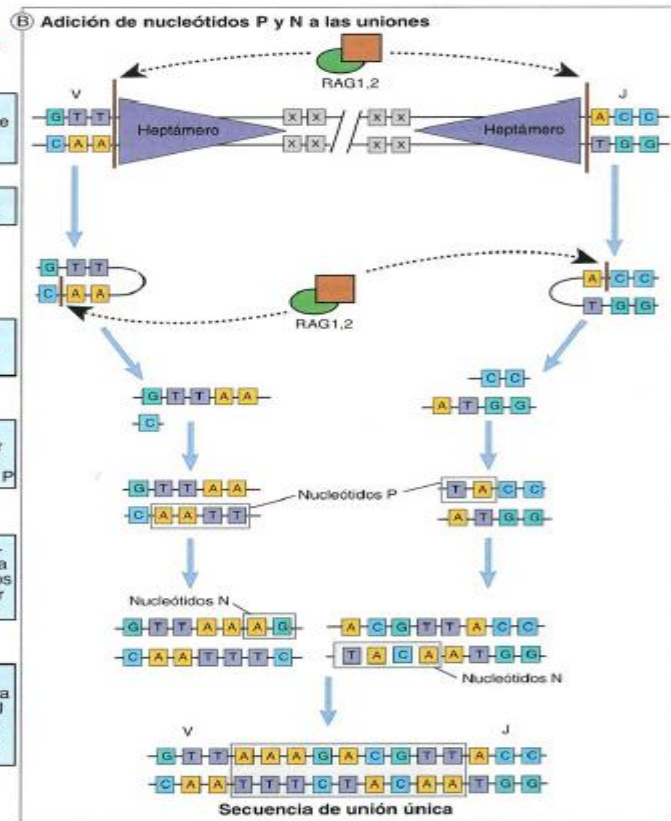 B Adición de nucleótidos P y N a las uniones
RAG1,2
V J
G T T X X X X A C C
Heptámero Heptámero
C A A X X X X T G G
G T T A C C
C A A T G G
RAG1,2
C C
G T T A A A T G G
C
G T T A A Nucleótidos P T A C C
C A A T T A T G G
Nucleótidos N
G T T A A A G A C G T T A C C
C A A T T T C T A C A A T G G
Nucleótidos N
V J
G T T A A A G A C G T T A C C
C A A T T T C T A C A A T G G
Secuencia de unión única